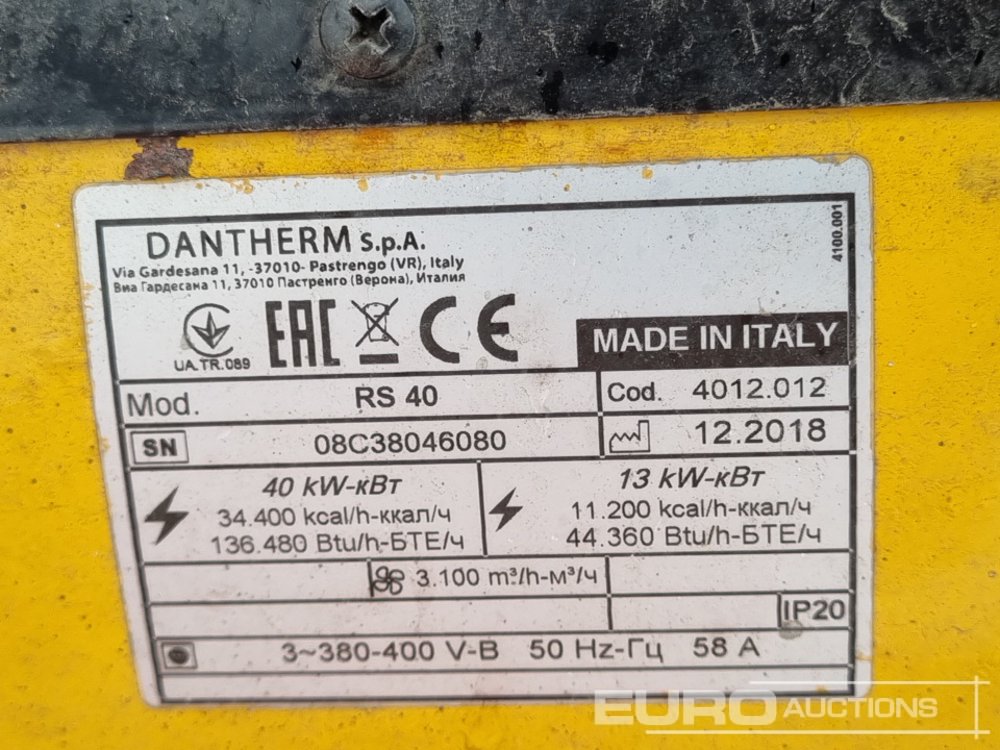 DANTHERM S.p.A.
Via Gardesana 11, -37010- Pastrengo (VR), Italy
Виа Гардесана 11, 37010 Пастренго (Верона), Италия
4100.001
UA.TR.089
EAC CE
MADE IN ITALY
Mod. RS 40 Cod. 4012.012
SN 08C38046080 12.2018
40 kW-кВт
34.400 kcal/h-ккал/ч
136.480 Btu/h-БТЕ/ч
13 kW-кВт
11.200 kcal/h-ккал/ч
44.360 Btu/h-БТЕ/ч
3.100 m³/h-м³/ч
IP20
3~380-400 V-В 50 Hz-Гц 58 A
EURO AUCTIONS